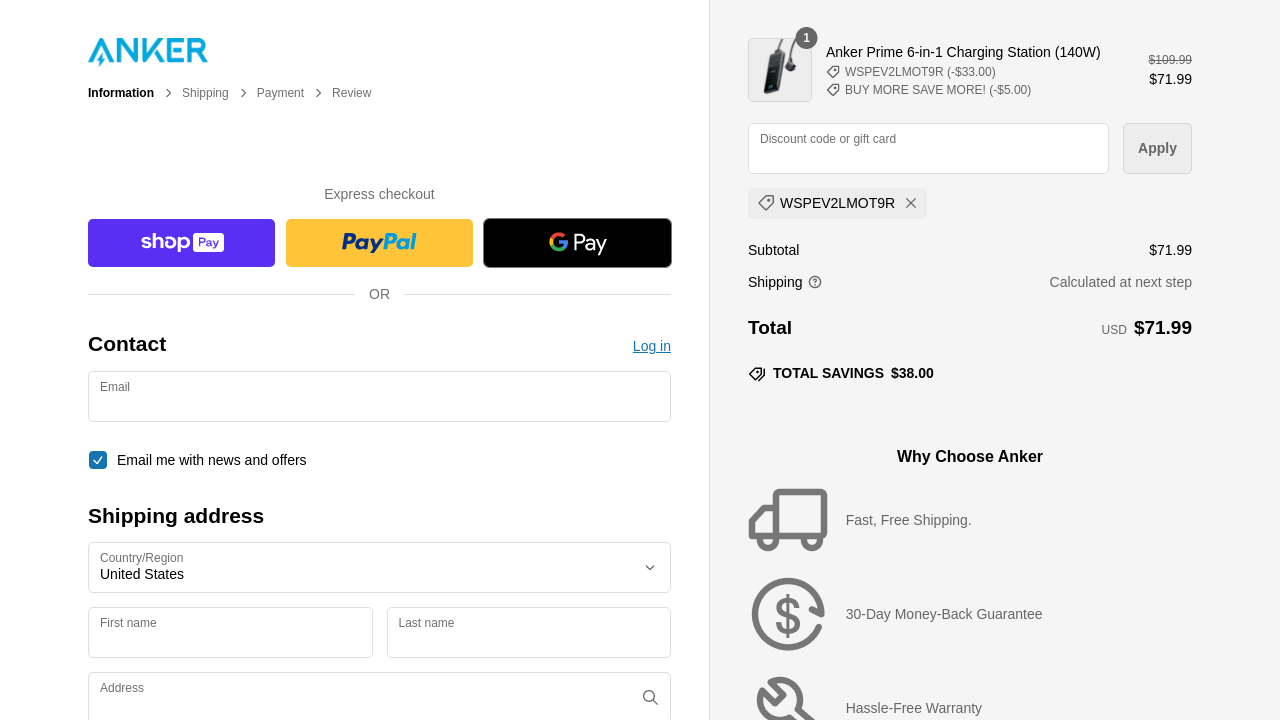 ANKER
Information
Shipping
Payment
Review
Express checkout
shop Pay
PayPal
G Pay
OR
Contact
Log in
Email
Email me with news and offers
Shipping address
Country/Region
United States
First name
Last name
Address
1
Anker Prime 6-in-1 Charging Station (140W)
WSPEV2LMOT9R (-$33.00)
BUY MORE SAVE MORE! (-$5.00)
$109.99
$71.99
Discount code or gift card
Apply
WSPEV2LMOT9R
Subtotal
$71.99
Shipping
Calculated at next step
Total
USD $71.99
TOTAL SAVINGS $38.00
Why Choose Anker
Fast, Free Shipping.
30-Day Money-Back Guarantee
Hassle-Free Warranty